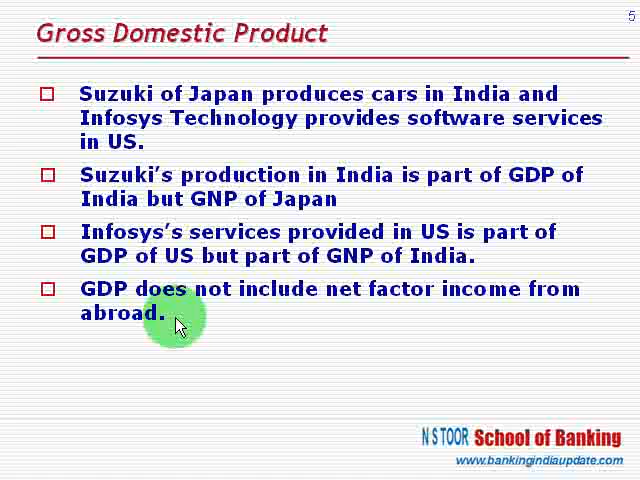 5
Gross Domestic Product
Suzuki of Japan produces cars in India and
Infosys Technology provides software services
in US.
Suzuki’s production in India is part of GDP of
India but GNP of Japan
Infosys’s services provided in US is part of
GDP of US but part of GNP of India.
GDP does not include net factor income from
abroad.
N S TOOR School of Banking
www.bankingindiaupdate.com